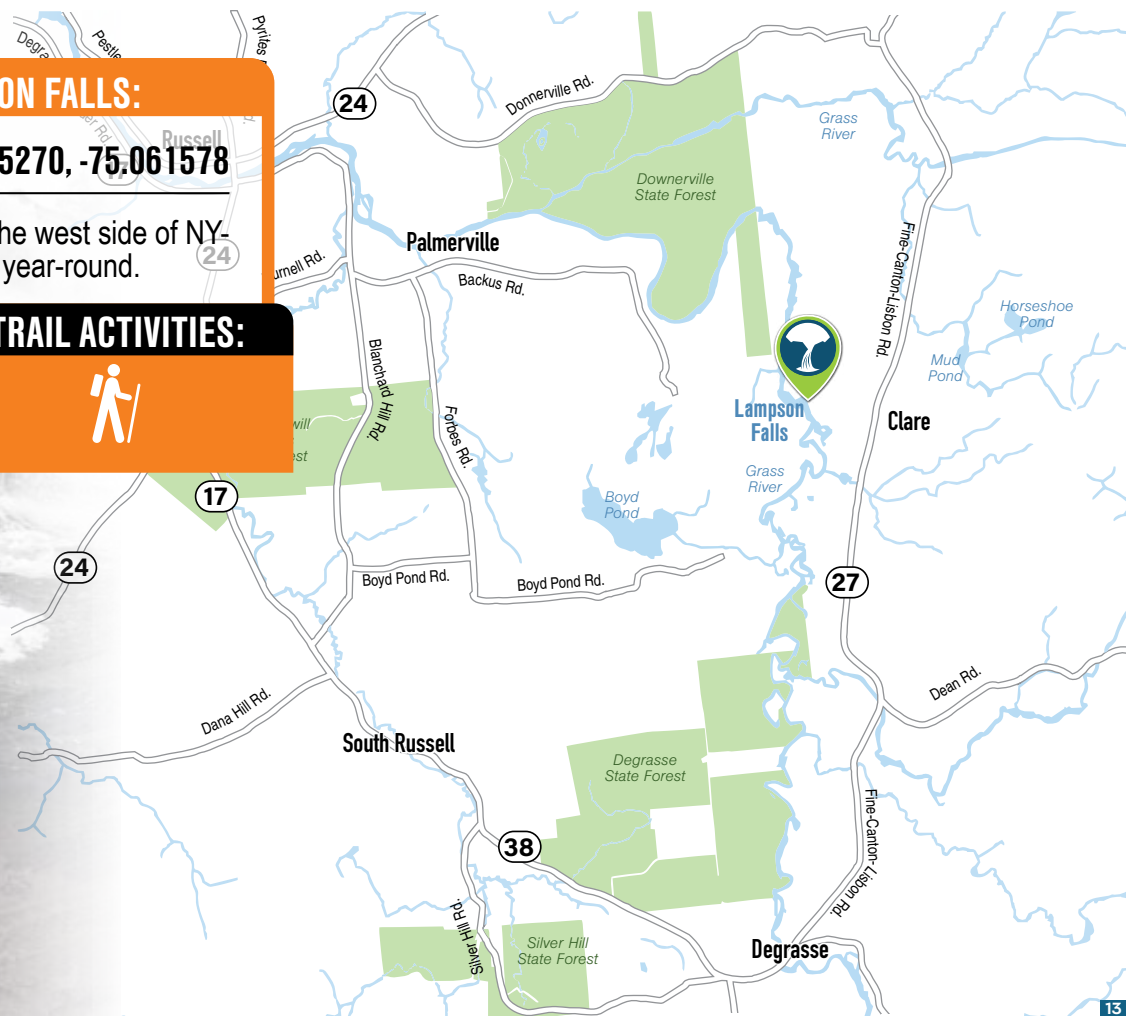 ON FALLS:
5270, -75.061578
he west side of NY-
year-round.
TRAIL ACTIVITIES:
Russell
17
24
24
Donnerville Rd.
Grass
River
Downerville
State Forest
Palmerville
Backus Rd.
Fine-Canton-Lisbon Rd.
Horseshoe
Pond
Mud
Pond
Blanchard Hill Rd.
Forbes Rd.
Lampson
Falls
Clare
will
est
17
Grass
River
Boyd
Pond
24
Boyd Pond Rd.
Boyd Pond Rd.
27
Dana Hill Rd.
Dean Rd.
South Russell
Degrasse
State Forest
38
Fine-Canton-Lisbon Rd.
Silver Hill Rd.
Silver Hill
State Forest
Degrasse
13